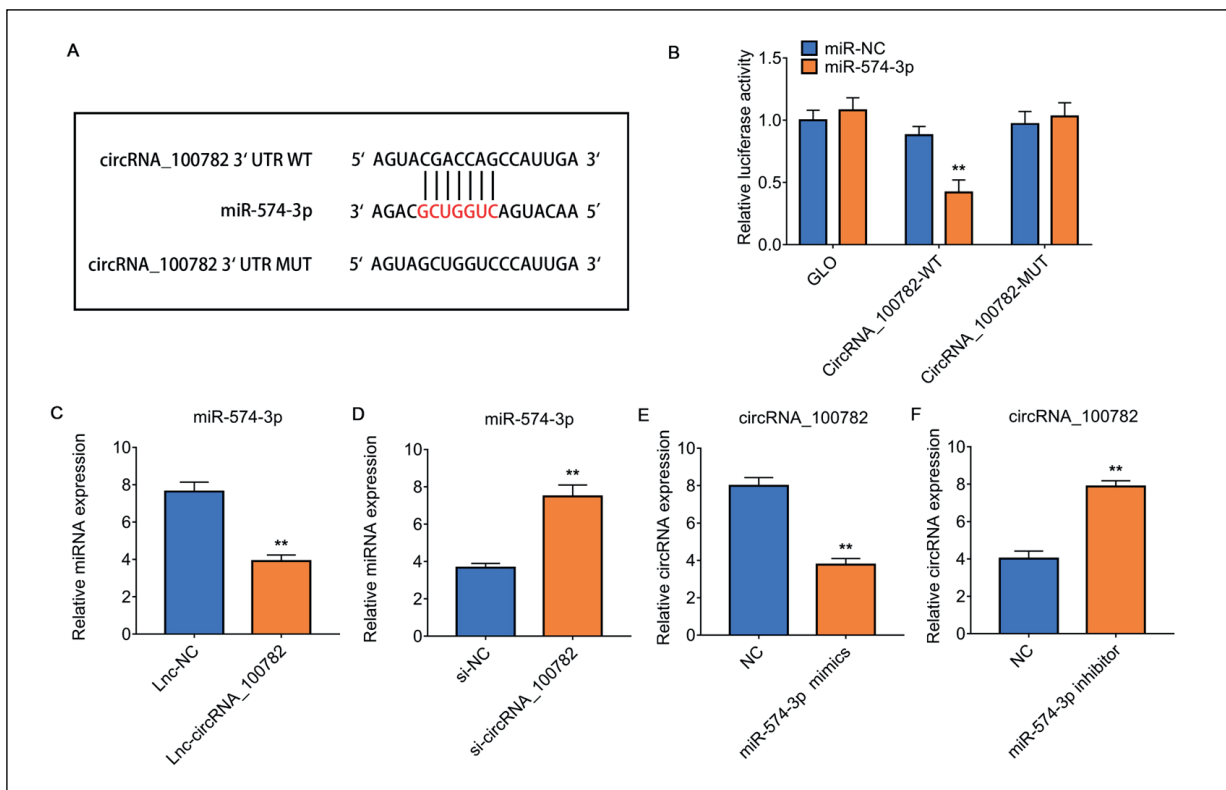 A
circRNA_100782 3‘ UTR WT 5‘ AGUACGACCAGCCAUUGA 3‘
miR-574-3p 3‘ AGACGCUGGUCAGUACAA 5′
circRNA_100782 3‘ UTR MUT 5‘ AGUAGCUGGUCCCAUUGA 3‘
B
miR-NC
miR-574-3p
Relative luciferase activity
1.5
1.0
0.5
0.0
**
GLO
CircRNA_100782-WT
CircRNA_100782-MUT
C
miR-574-3p
Relative miRNA expression
10
8
6
4
2
0
**
Lnc-NC
Lnc-circRNA_100782
D
miR-574-3p
Relative miRNA expression
10
8
6
4
2
0
**
si-NC
si-circRNA_100782
E
circRNA_100782
Relative circRNA expression
10
8
6
4
2
0
**
NC
miR-574-3p mimics
F
circRNA_100782
Relative circRNA expression
10
8
6
4
2
0
**
NC
miR-574-3p inhibitor